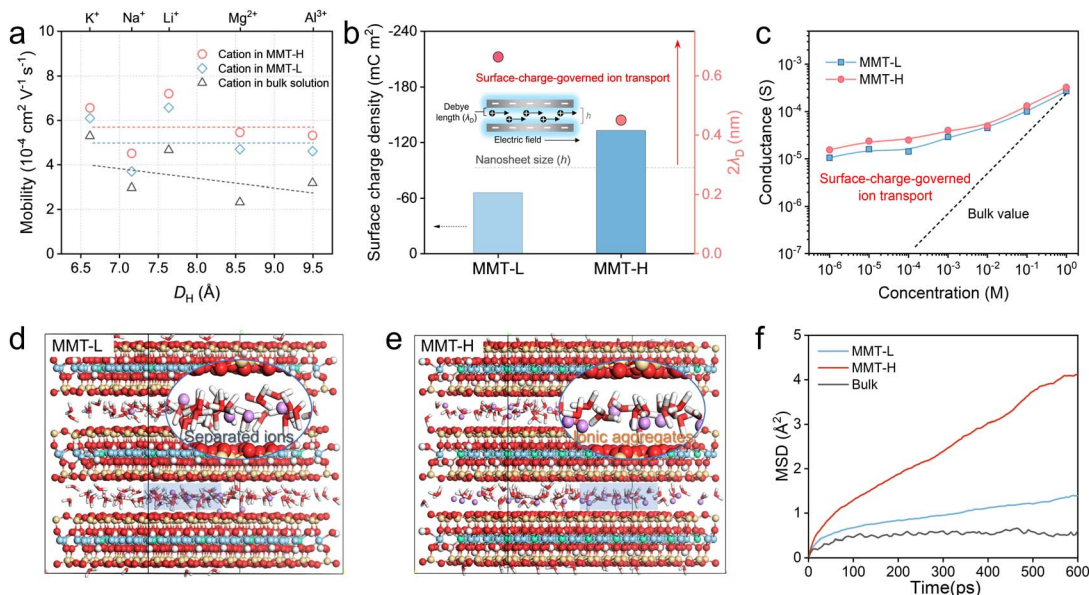 a
K⁺ Na⁺ Li⁺ Mg²⁺ Al³⁺
Mobility (10⁻⁴ cm² V⁻¹ s⁻¹)
10
8
6
4
2
0
Cation in MMT-H
Cation in MMT-L
Cation in bulk solution
6.5 7.0 7.5 8.0 8.5 9.0 9.5
D_H (Å)
b
Surface charge density (mC m²)
-240
-180
-120
-60
0
Surface-charge-governed ion transport
Debye
length (λ_D)
h
Electric field
Nanosheet size (h)
0.6
0.4
0.2
0.0
2λ_D (nm)
MMT-L MMT-H
c
Conductance (S)
10⁻³
10⁻⁴
10⁻⁵
10⁻⁶
10⁻⁷
MMT-L
MMT-H
Surface-charge-governed
ion transport
Bulk value
10⁻⁶ 10⁻⁵ 10⁻⁴ 10⁻³ 10⁻² 10⁻¹ 10⁰
Concentration (M)
d
MMT-L
Separated ions
e
MMT-H
Ionic aggregates
f
MSD (Å²)
5
4
3
2
1
0
MMT-L
MMT-H
Bulk
0 100 200 300 400 500 600
Time(ps)